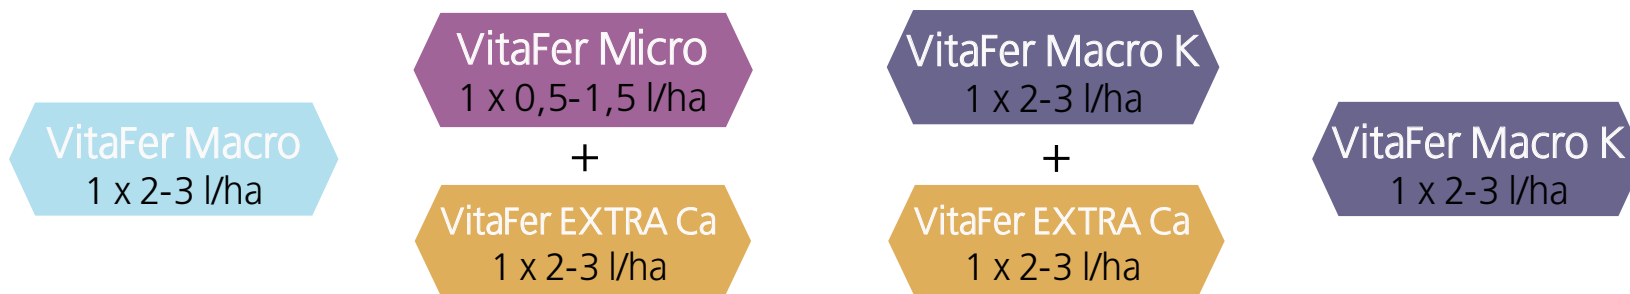 VitaFer Macro
1 x 2-3 l/ha
VitaFer Micro
1 x 0,5-1,5 l/ha
+
VitaFer EXTRA Ca
1 x 2-3 l/ha
VitaFer Macro K
1 x 2-3 l/ha
+
VitaFer EXTRA Ca
1 x 2-3 l/ha
VitaFer Macro K
1 x 2-3 l/ha